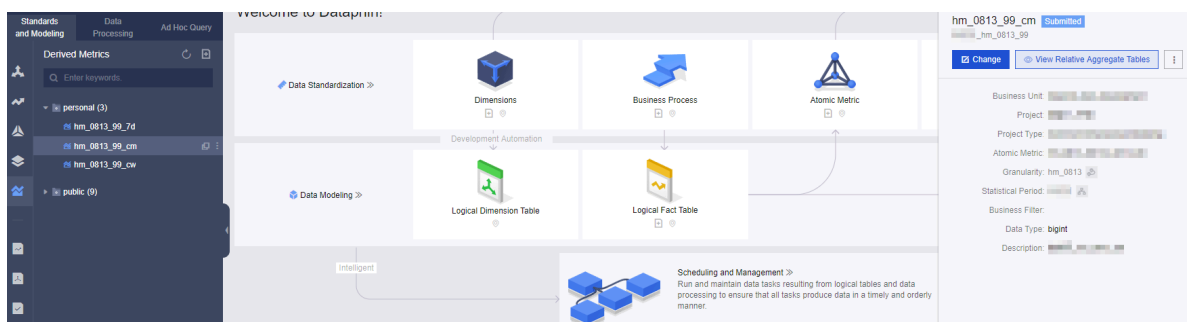 Standards and Modeling
Data Processing
Ad Hoc Query
Derived Metrics
Enter keywords.
personal (3)
hm_0813_99_7d
hm_0813_99_cm
hm_0813_99_cw
public (9)
Welcome to Dataphin!
Data Standardization
Dimensions
Business Process
Atomic Metric
Development Automation
Data Modeling
Logical Dimension Table
Logical Fact Table
Intelligent
Scheduling and Management
Run and maintain data tasks resulting from logical tables and data
processing to ensure that all tasks produce data in a timely and orderly
manner.
hm_0813_99_cm Submitted
_hm_0813_99
Change
View Relative Aggregate Tables
Business Unit:
Project:
Project Type:
Atomic Metric:
Granularity: hm_0813
Statistical Period:
Business Filter:
Data Type: bigint
Description: